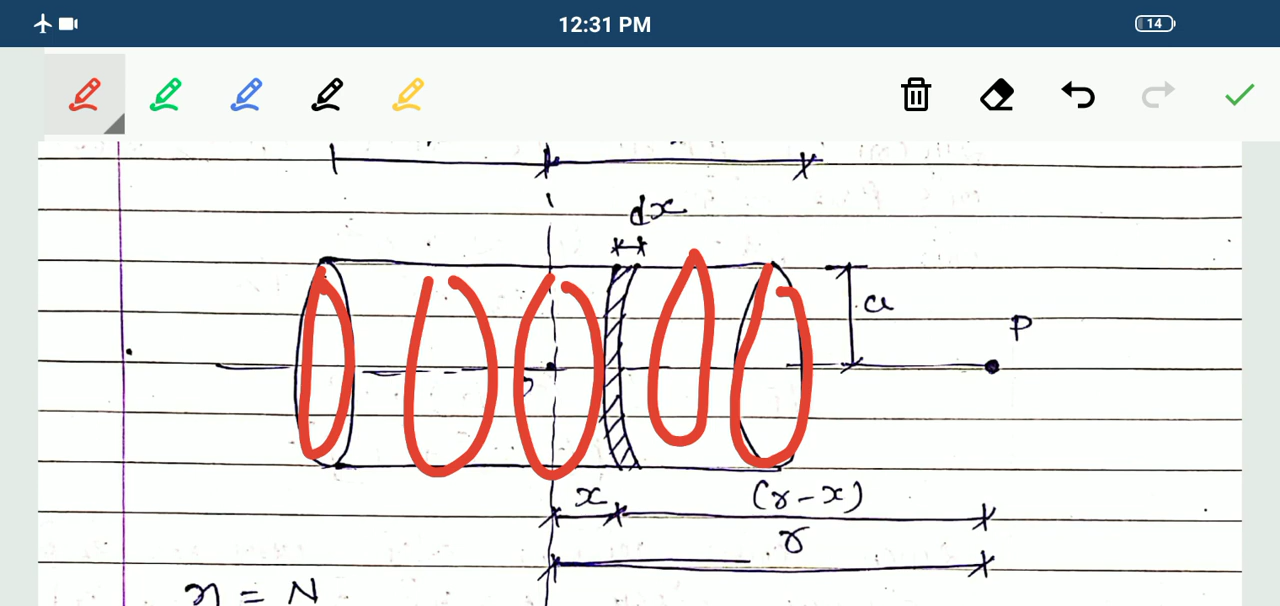 12:31 PM
14
dx
a
P
x (r-x)
r
n = N